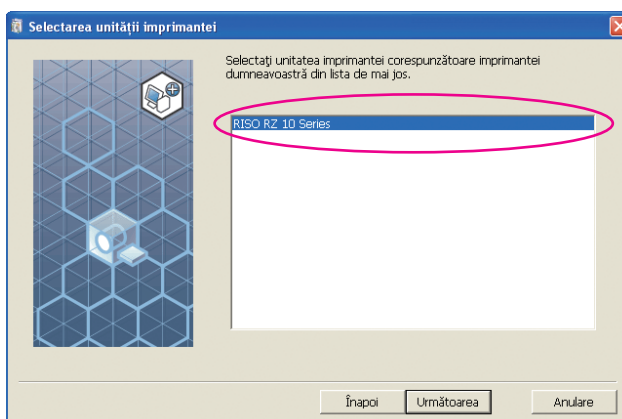 Selectarea unității imprimantei
Selectaţi unitatea imprimantei corespunzătoare imprimantei
dumneavoastră din lista de mai jos.
RISO RZ 10 Series
Înapoi
Următoarea
Anulare